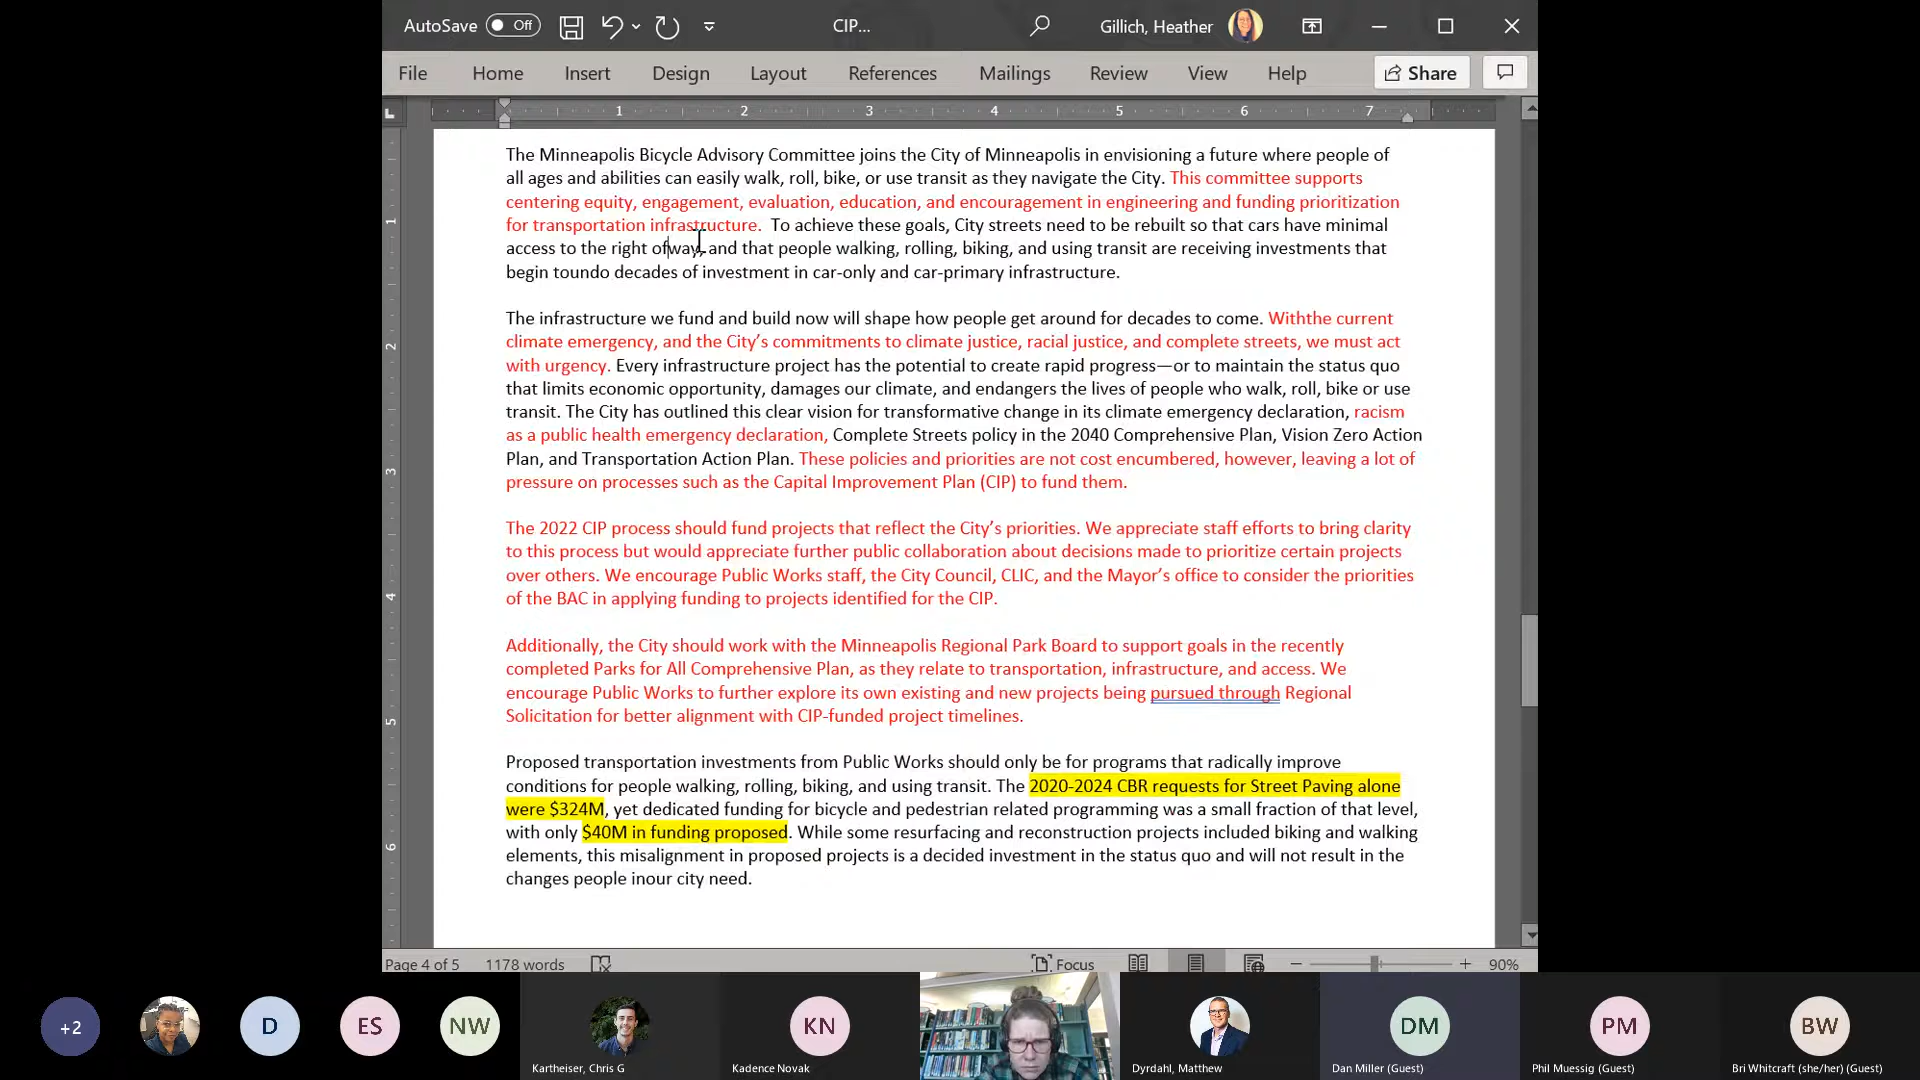 AutoSave Off CIP... Gillich, Heather
File Home Insert Design Layout References Mailings Review View Help Share
1 2 3 4 5 6 7
The Minneapolis Bicycle Advisory Committee joins the City of Minneapolis in envisioning a future where people of
all ages and abilities can easily walk, roll, bike, or use transit as they navigate the City. This committee supports
centering equity, engagement, evaluation, education, and encouragement in engineering and funding prioritization
for transportation infrastructure.  To achieve these goals, City streets need to be rebuilt so that cars have minimal
access to the right ofway, and that people walking, rolling, biking, and using transit are receiving investments that
begin toundo decades of investment in car-only and car-primary infrastructure.
The infrastructure we fund and build now will shape how people get around for decades to come. Withthe current
climate emergency, and the City’s commitments to climate justice, racial justice, and complete streets, we must act
with urgency. Every infrastructure project has the potential to create rapid progress—or to maintain the status quo
that limits economic opportunity, damages our climate, and endangers the lives of people who walk, roll, bike or use
transit. The City has outlined this clear vision for transformative change in its climate emergency declaration, racism
as a public health emergency declaration, Complete Streets policy in the 2040 Comprehensive Plan, Vision Zero Action
Plan, and Transportation Action Plan. These policies and priorities are not cost encumbered, however, leaving a lot of
pressure on processes such as the Capital Improvement Plan (CIP) to fund them.
The 2022 CIP process should fund projects that reflect the City’s priorities. We appreciate staff efforts to bring clarity
to this process but would appreciate further public collaboration about decisions made to prioritize certain projects
over others. We encourage Public Works staff, the City Council, CLIC, and the Mayor’s office to consider the priorities
of the BAC in applying funding to projects identified for the CIP.
Additionally, the City should work with the Minneapolis Regional Park Board to support goals in the recently
completed Parks for All Comprehensive Plan, as they relate to transportation, infrastructure, and access. We
encourage Public Works to further explore its own existing and new projects being pursued through Regional
Solicitation for better alignment with CIP-funded project timelines.
Proposed transportation investments from Public Works should only be for programs that radically improve
conditions for people walking, rolling, biking, and using transit. The 2020-2024 CBR requests for Street Paving alone
were $324M, yet dedicated funding for bicycle and pedestrian related programming was a small fraction of that level,
with only $40M in funding proposed. While some resurfacing and reconstruction projects included biking and walking
elements, this misalignment in proposed projects is a decided investment in the status quo and will not result in the
changes people inour city need.
1
2
3
4
5
6
Page 4 of 5 1178 words Focus 90%
+2 D ES NW KN DM PM BW
Kartheiser, Chris G Kadence Novak Dyrdahl, Matthew Dan Miller (Guest) Phil Muessig (Guest) Bri Whitcraft (she/her) (Guest)